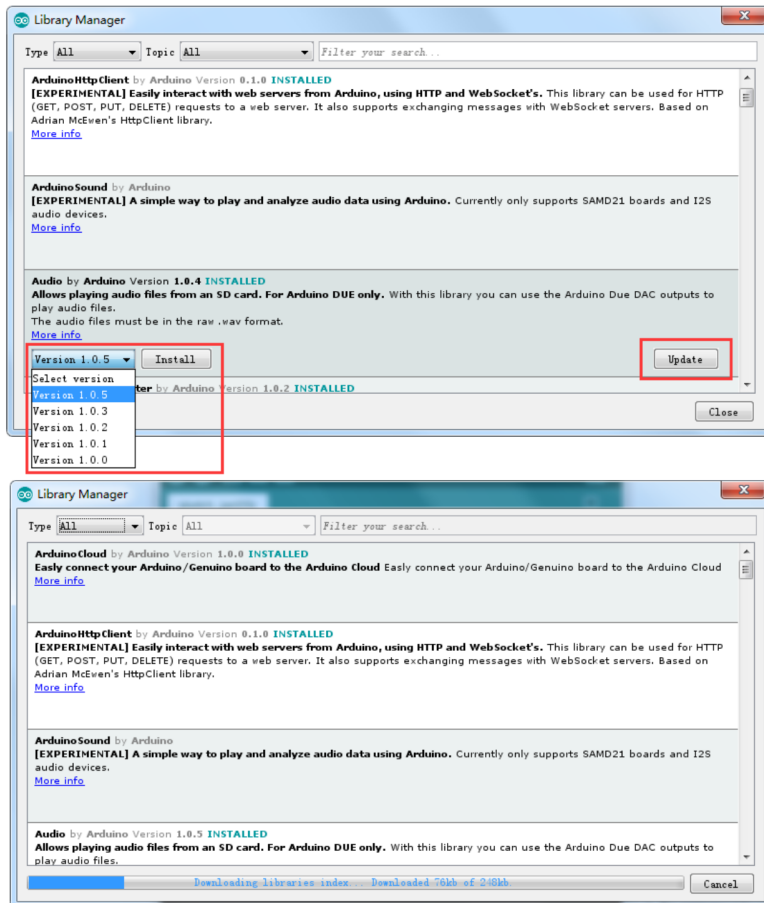 Library Manager
Type All Topic All Filter your search...
ArduinoHttpClient by Arduino Version 0.1.0 INSTALLED
[EXPERIMENTAL] Easily interact with web servers from Arduino, using HTTP and WebSocket's. This library can be used for HTTP
(GET, POST, PUT, DELETE) requests to a web server. It also supports exchanging messages with WebSocket servers. Based on
Adrian McEwen's HttpClient library.
More info
ArduinoSound by Arduino
[EXPERIMENTAL] A simple way to play and analyze audio data using Arduino. Currently only supports SAMD21 boards and I2S
audio devices.
More info
Audio by Arduino Version 1.0.4 INSTALLED
Allows playing audio files from an SD card. For Arduino DUE only. With this library you can use the Arduino Due DAC outputs to
play audio files.
The audio files must be in the raw .wav format.
More info
Version 1.0.5 Install Update
Select version
Version 1.0.5 ter by Arduino Version 1.0.2 INSTALLED
Version 1.0.3
Close
Version 1.0.2
Version 1.0.1
Version 1.0.0
Library Manager
Type All Topic All Filter your search...
ArduinoCloud by Arduino Version 1.0.0 INSTALLED
Easly connect your Arduino/Genuino board to the Arduino Cloud Easly connect your Arduino/Genuino board to the Arduino Cloud
More info
ArduinoHttpClient by Arduino Version 0.1.0 INSTALLED
[EXPERIMENTAL] Easily interact with web servers from Arduino, using HTTP and WebSocket's. This library can be used for HTTP
(GET, POST, PUT, DELETE) requests to a web server. It also supports exchanging messages with WebSocket servers. Based on
Adrian McEwen's HttpClient library.
More info
ArduinoSound by Arduino
[EXPERIMENTAL] A simple way to play and analyze audio data using Arduino. Currently only supports SAMD21 boards and I2S
audio devices.
More info
Audio by Arduino Version 1.0.5 INSTALLED
Allows playing audio files from an SD card. For Arduino DUE only. With this library you can use the Arduino Due DAC outputs to
play audio files.
Downloading libraries index... Downloaded 76kb of 248kb. Cancel